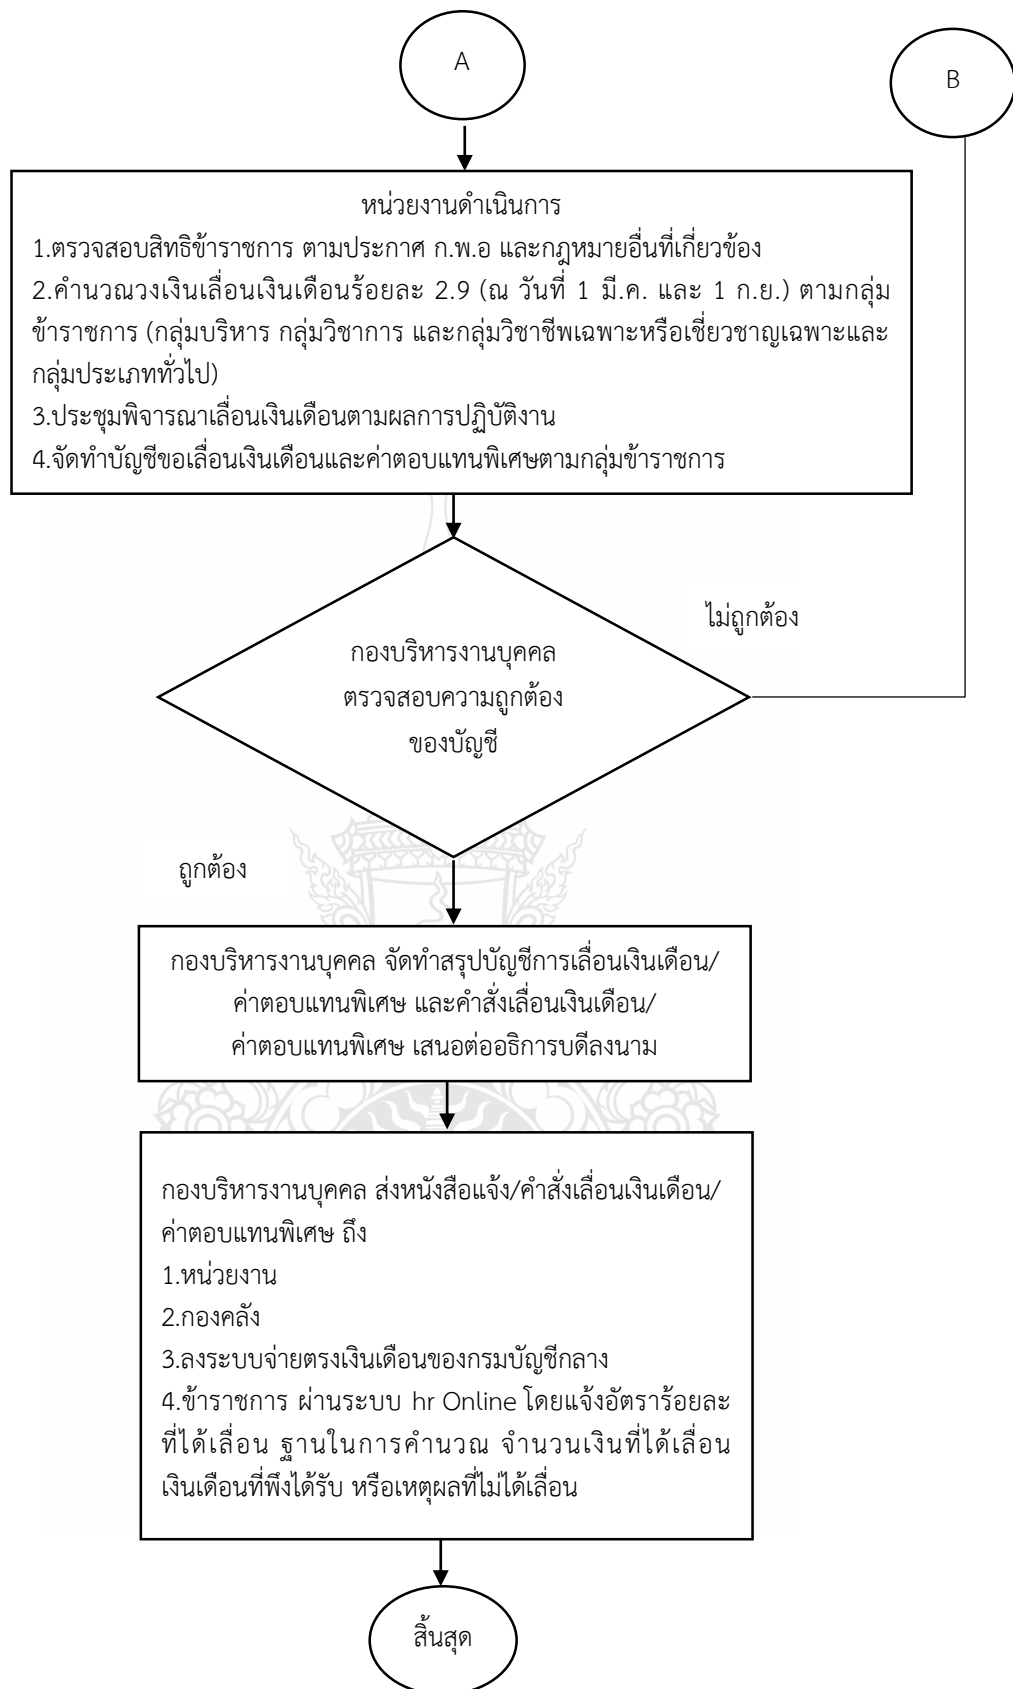 A
B
หน่วยงานดำเนินการ
1.ตรวจสอบสิทธิข้าราชการ ตามประกาศ ก.พ.อ และกฎหมายอื่นที่เกี่ยวข้อง
2.คำนวณวงเงินเลื่อนเงินเดือนร้อยละ 2.9 (ณ วันที่ 1 มี.ค. และ 1 ก.ย.) ตามกลุ่ม
ข้าราชการ (กลุ่มบริหาร กลุ่มวิชาการ และกลุ่มวิชาชีพเฉพาะหรือเชี่ยวชาญเฉพาะและ
กลุ่มประเภททั่วไป)
3.ประชุมพิจารณาเลื่อนเงินเดือนตามผลการปฏิบัติงาน
4.จัดทำบัญชีขอเลื่อนเงินเดือนและค่าตอบแทนพิเศษตามกลุ่มข้าราชการ
ไม่ถูกต้อง
กองบริหารงานบุคคล
ตรวจสอบความถูกต้อง
ของบัญชี
ถูกต้อง
กองบริหารงานบุคคล จัดทำสรุปบัญชีการเลื่อนเงินเดือน/
ค่าตอบแทนพิเศษ และคำสั่งเลื่อนเงินเดือน/
ค่าตอบแทนพิเศษ เสนอต่ออธิการบดีลงนาม
กองบริหารงานบุคคล ส่งหนังสือแจ้ง/คำสั่งเลื่อนเงินเดือน/
ค่าตอบแทนพิเศษ ถึง
1.หน่วยงาน
2.กองคลัง
3.ลงระบบจ่ายตรงเงินเดือนของกรมบัญชีกลาง
4.ข้าราชการ ผ่านระบบ hr Online โดยแจ้งอัตราร้อยละ
ที่ได้เลื่อน ฐานในการคำนวณ จำนวนเงินที่ได้เลื่อน
เงินเดือนที่พึงได้รับ หรือเหตุผลที่ไม่ได้เลื่อน
สิ้นสุด